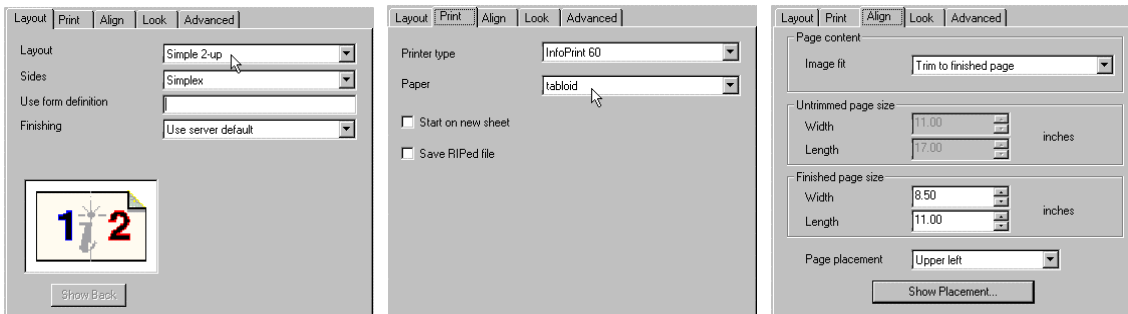 Layout Print Align Look Advanced
Layout Simple 2-up
Sides Simplex
Use form definition
Finishing Use server default
1 i 2
Show Back
Layout Print Align Look Advanced
Printer type InfoPrint 60
Paper tabloid
Start on new sheet
Save RIPed file
Layout Print Align Look Advanced
Page content
Image fit Trim to finished page
Untrimmed page size
Width 11.00
inches
Length 17.00
Finished page size
Width 8.50
inches
Length 11.00
Page placement Upper left
Show Placement...